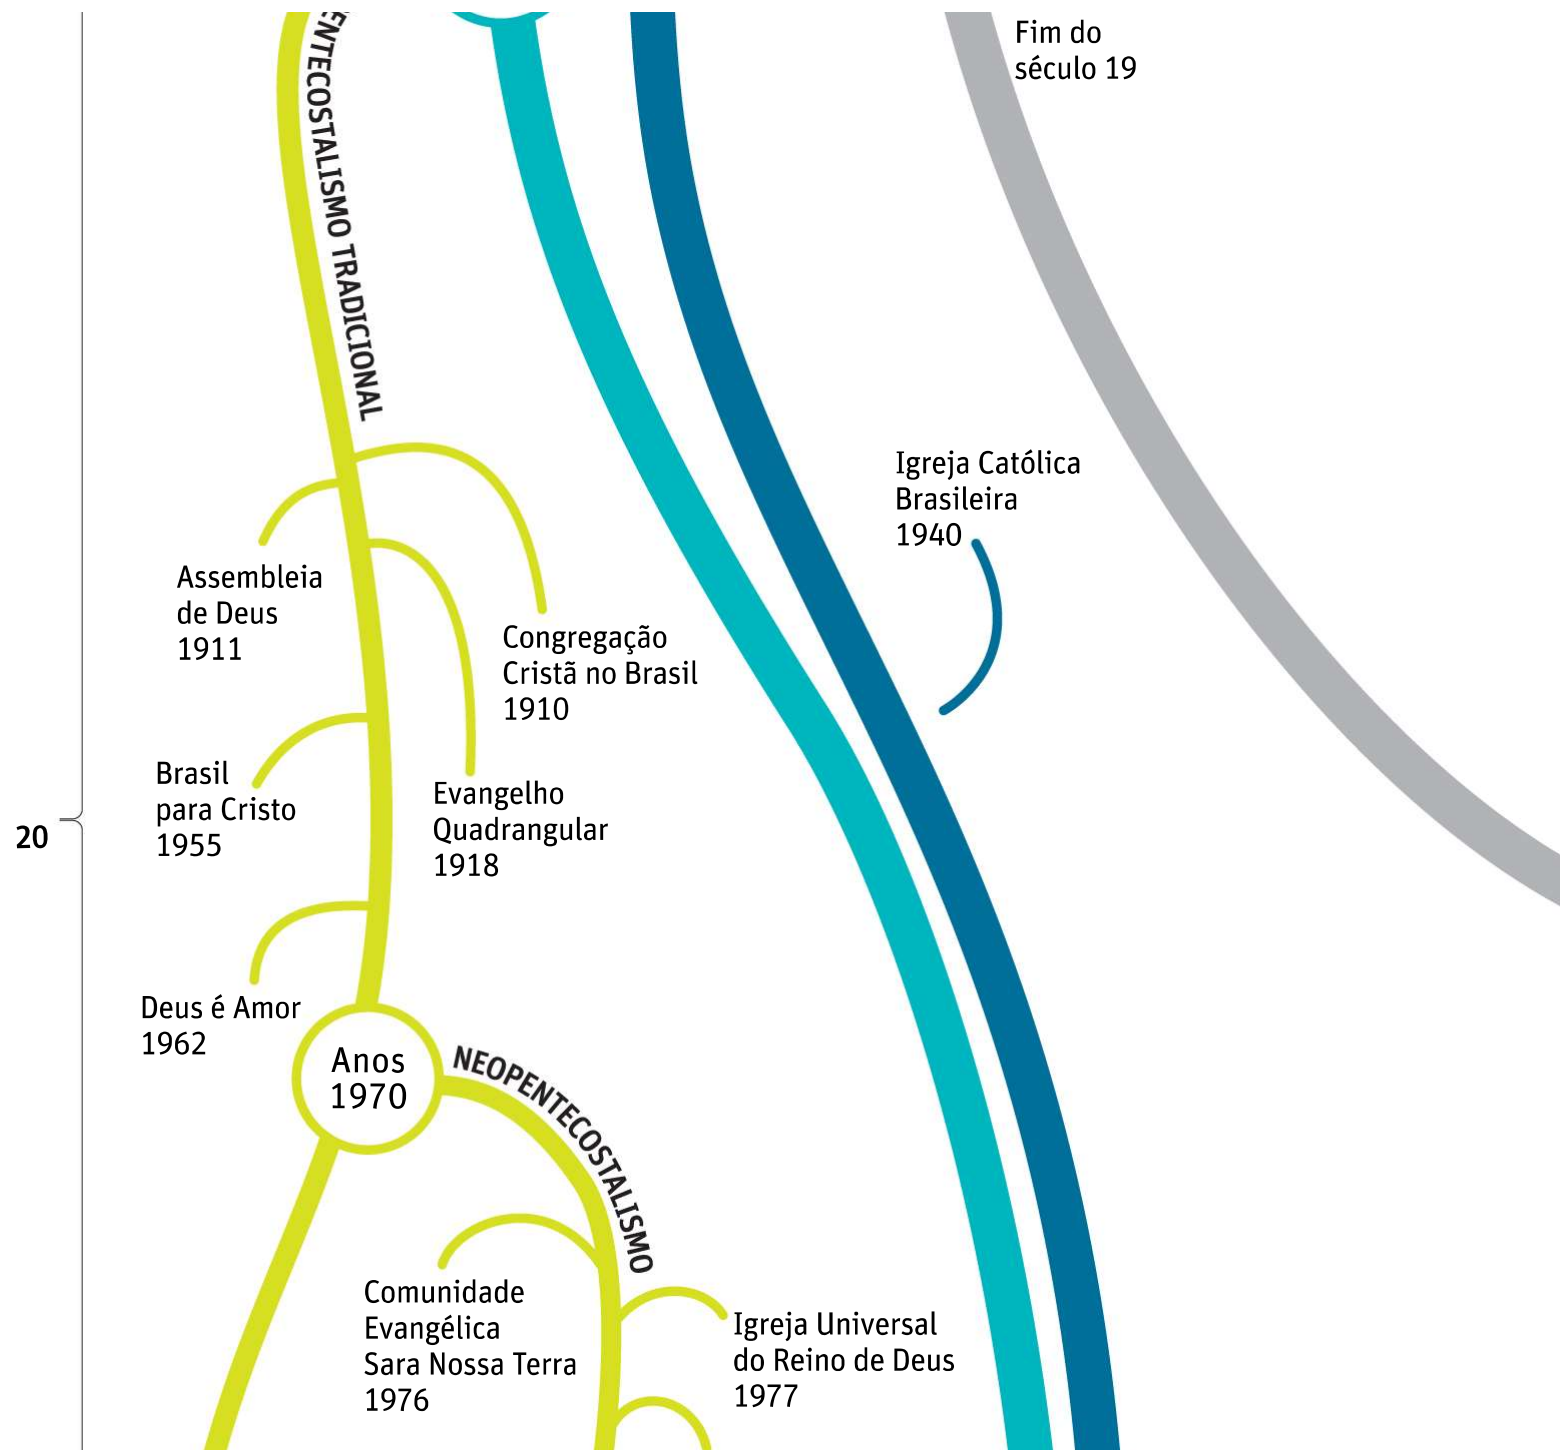 Fim do
século 19
ENTECOSTALISMO TRADICIONAL
Igreja Católica
Brasileira
1940
Assembleia
de Deus
1911
Congregação
Cristã no Brasil
1910
Brasil
para Cristo
1955
Evangelho
Quadrangular
1918
20
Deus é Amor
1962
Anos
1970
NEOPENTECOSTALISMO
Comunidade
Evangélica
Sara Nossa Terra
1976
Igreja Universal
do Reino de Deus
1977